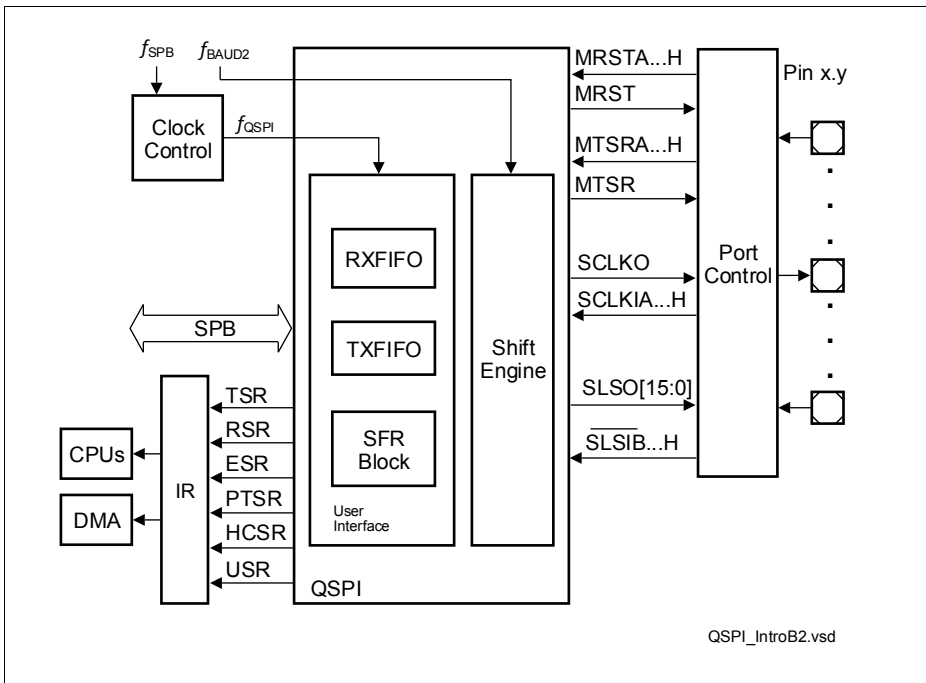 fSPB
fBAUD2
Clock
Control
fQSPI
MRSTA...H
MRST
MTSRA...H
MTSR
SCLKO
SCLKIA...H
SLSO[15:0]
SLSIB...H
Pin x.y
Port
Control
RXFIFO
TXFIFO
SFR
Block
User
Interface
Shift
Engine
SPB
TSR
RSR
ESR
PTSR
HCSR
USR
CPUs
DMA
IR
QSPI
QSPI_IntroB2.vsd